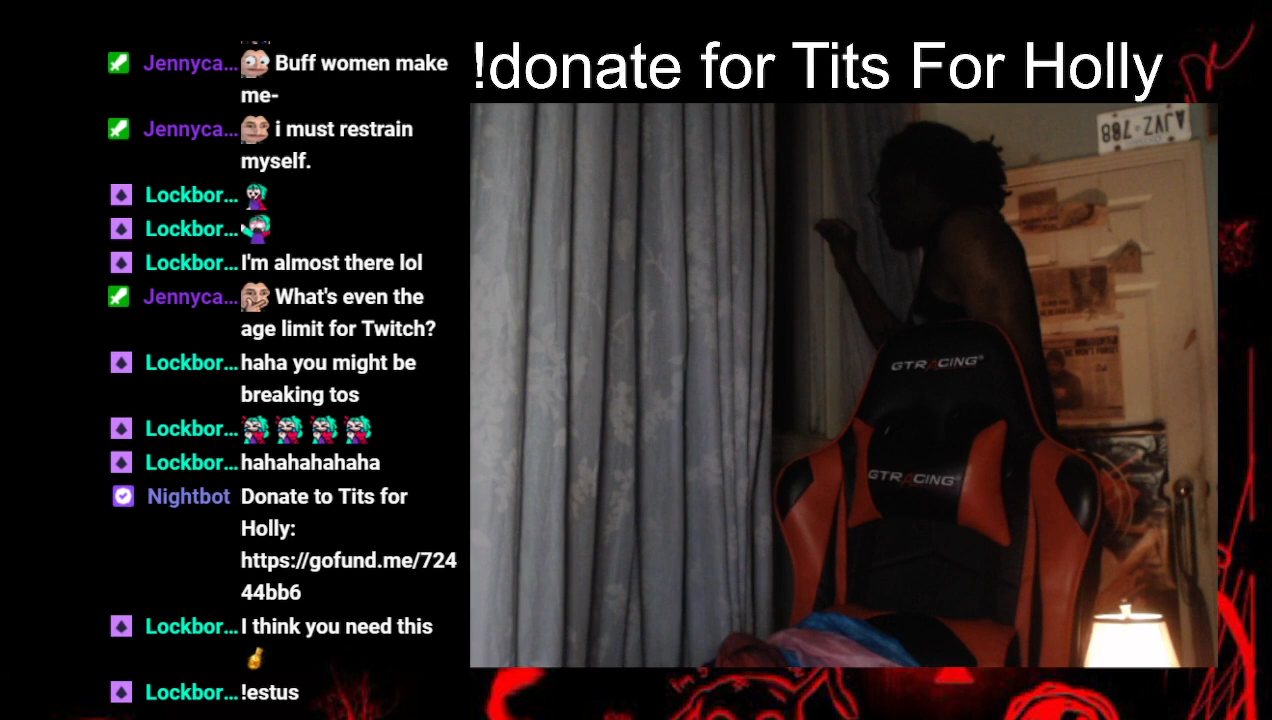 !donate for Tits For Holly
Jennyca... Buff women make
me-
Jennyca... i must restrain
myself.
Lockbor...
Lockbor...
Lockbor... I'm almost there lol
Jennyca... What's even the
age limit for Twitch?
Lockbor... haha you might be
breaking tos
Lockbor...
Lockbor... hahahahahaha
Nightbot Donate to Tits for
Holly:
https://gofund.me/724
44bb6
Lockbor... I think you need this
Lockbor... !estus
AJYZ 788
GTRACING
GTRACING